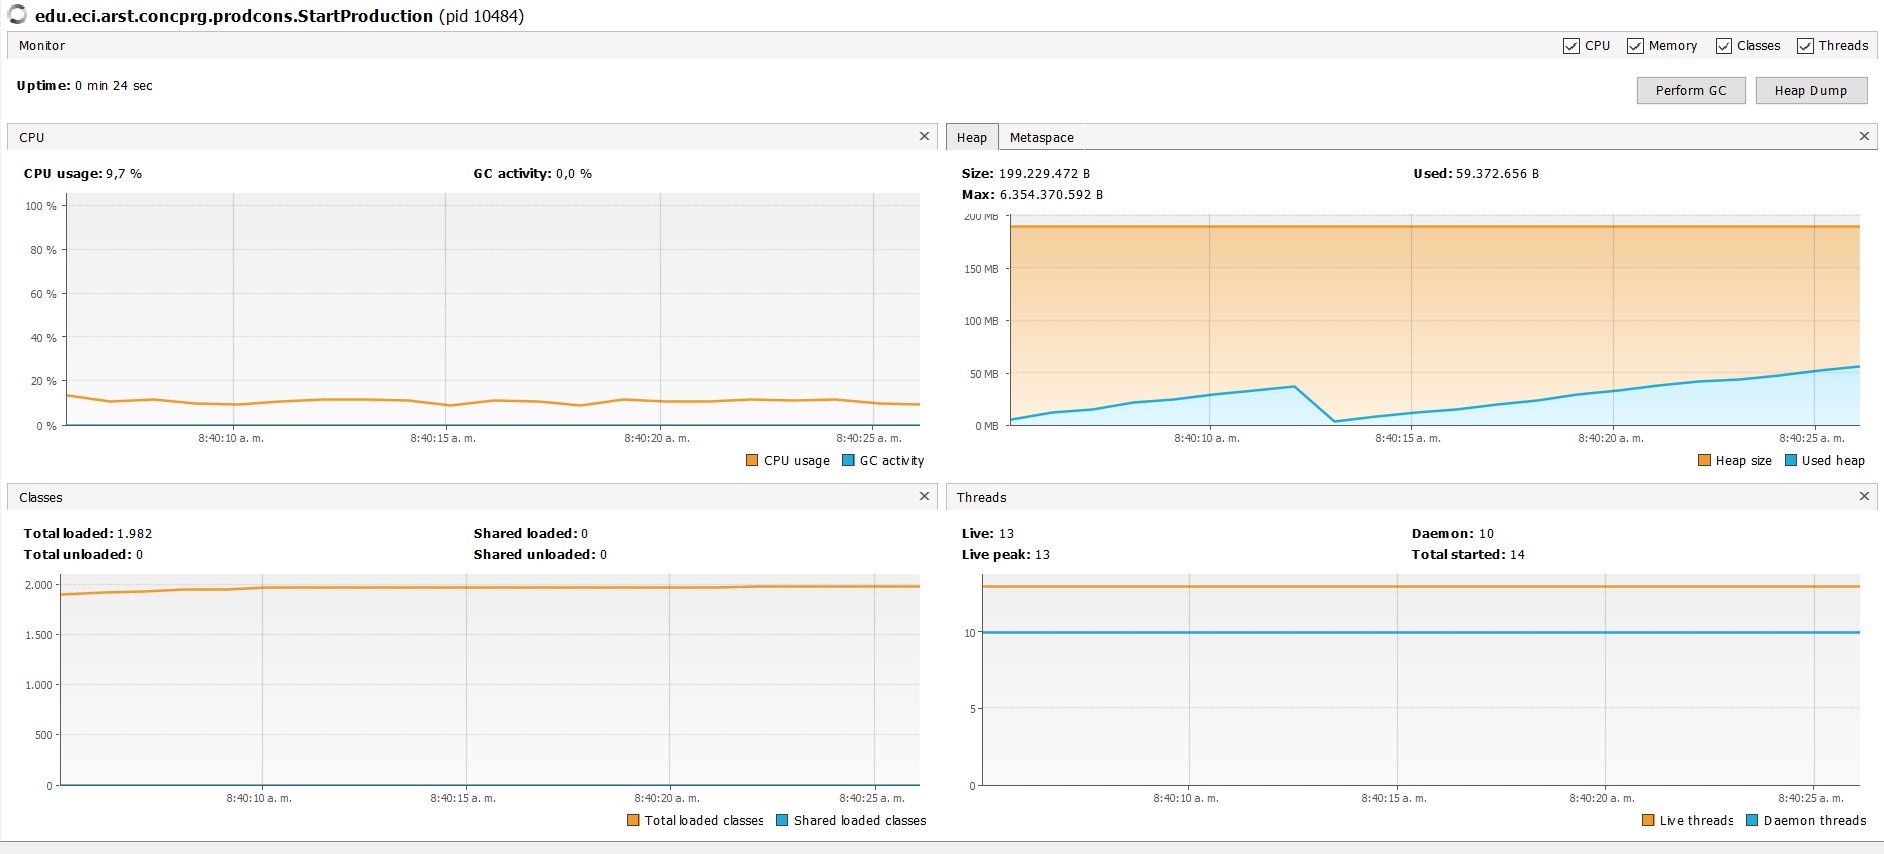 edu.eci.arst.concprg.prodcons.StartProduction (pid 10484)
Monitor
CPU Memory Classes Threads
Uptime: 0 min 24 sec
Perform GC Heap Dump
CPU
CPU usage: 9,7 % GC activity: 0,0 %
100 %
80 %
60 %
40 %
20 %
0 %
8:40:10 a. m. 8:40:15 a. m. 8:40:20 a. m. 8:40:25 a. m.
CPU usage GC activity
Heap Metaspace
Size: 199.229.472 B Used: 59.372.656 B
Max: 6.354.370.592 B
200 MB
150 MB
100 MB
50 MB
0 MB
8:40:10 a. m. 8:40:15 a. m. 8:40:20 a. m. 8:40:25 a. m.
Heap size Used heap
Classes
Total loaded: 1.982 Shared loaded: 0
Total unloaded: 0 Shared unloaded: 0
2.000
1.500
1.000
500
0
8:40:10 a. m. 8:40:15 a. m. 8:40:20 a. m. 8:40:25 a. m.
Total loaded classes Shared loaded classes
Threads
Live: 13 Daemon: 10
Live peak: 13 Total started: 14
10
5
0
8:40:10 a. m. 8:40:15 a. m. 8:40:20 a. m. 8:40:25 a. m.
Live threads Daemon threads